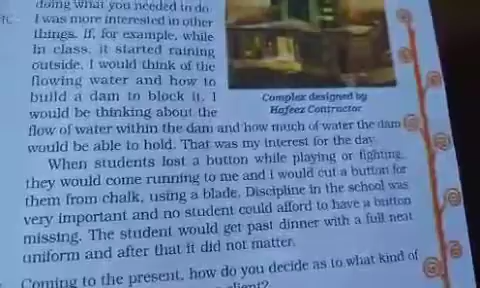 doing what you needed to do.
I was more interested in other
things. If, for example, while
in class, it started raining
outside, I would think of the
flowing water and how to
build a dam to block it. I
would be thinking about the
flow of water within the dam and how much of water the dam
would be able to hold. That was my interest for the day.
When students lost a button while playing or fighting,
they would come running to me and I would cut a button for
them from chalk, using a blade. Discipline in the school was
very important and no student could afford to have a button
missing. The student would get past dinner with a full neat
uniform and after that it did not matter.
Coming to the present, how do you decide as to what kind of
client?
Complex designed by
Hafeez Contractor